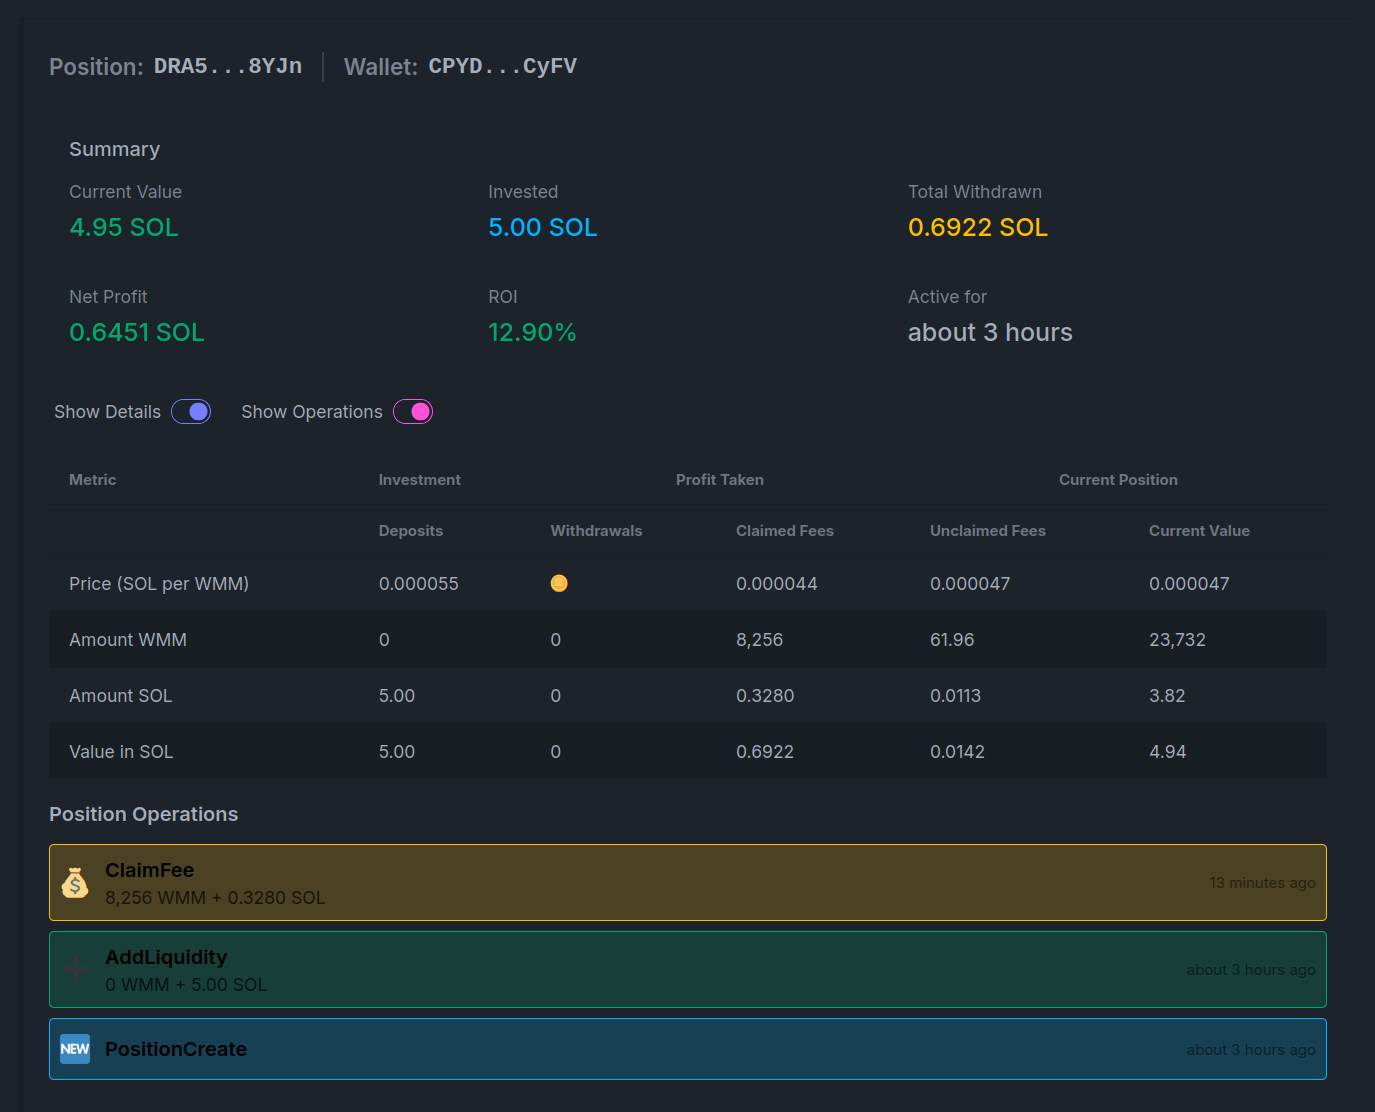 Position: DRA5...8YJn Wallet: CPYD...CyFV
Summary
Current Value Invested Total Withdrawn
4.95 SOL 5.00 SOL 0.6922 SOL
Net Profit ROI Active for
0.6451 SOL 12.90% about 3 hours
Show Details Show Operations
Metric Investment Profit Taken Current Position
Deposits Withdrawals Claimed Fees Unclaimed Fees Current Value
Price (SOL per WMM) 0.000055 0.000044 0.000047 0.000047
Amount WMM 0 0 8,256 61.96 23,732
Amount SOL 5.00 0 0.3280 0.0113 3.82
Value in SOL 5.00 0 0.6922 0.0142 4.94
Position Operations
ClaimFee
8,256 WMM + 0.3280 SOL 13 minutes ago
AddLiquidity
0 WMM + 5.00 SOL about 3 hours ago
NEW PositionCreate about 3 hours ago